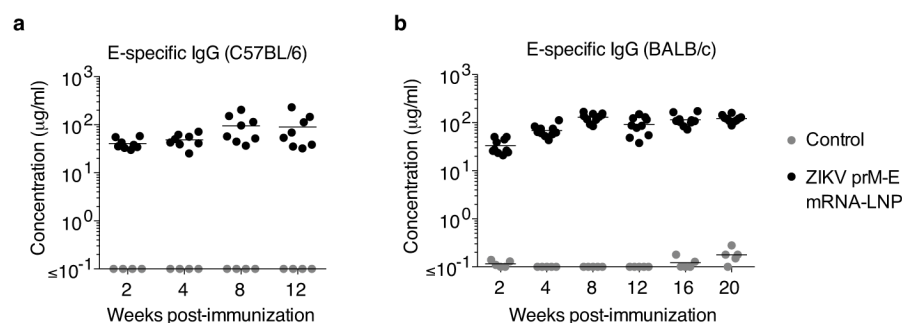 a
E-specific IgG (C57BL/6)
Concentration (µg/ml)
10³
10²
10¹
10⁰
≤10⁻¹
2 4 8 12
Weeks post-immunization
b
E-specific IgG (BALB/c)
Concentration (µg/ml)
10³
10²
10¹
10⁰
≤10⁻¹
2 4 8 12 16 20
Weeks post-immunization
Control
ZIKV prM-E
mRNA-LNP